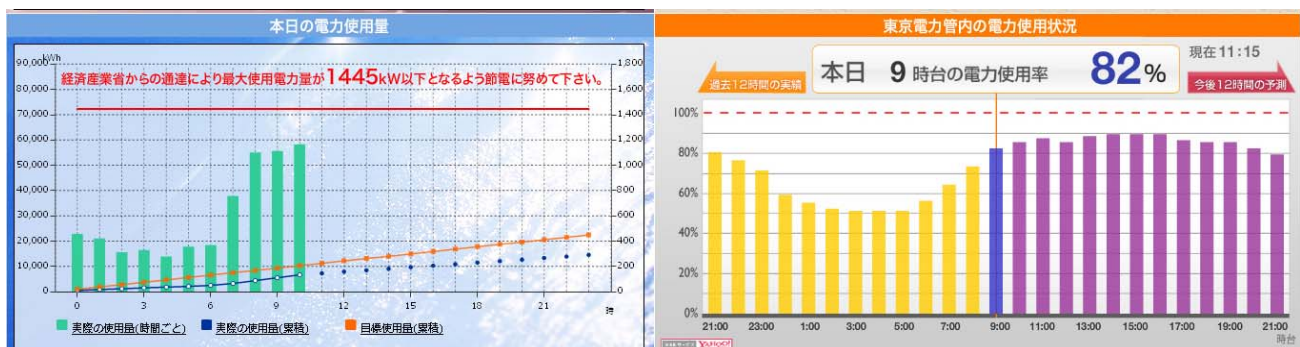 本日の電力使用量
kWh
90,000
80,000
70,000
60,000
50,000
40,000
30,000
20,000
10,000
0
1,800
1,600
1,400
1,200
1,000
800
600
400
200
0
経済産業省からの通達により最大使用電力量が1445kW以下となるよう節電に努めて下さい。
0 3 6 9 12 15 18 21
時
実際の使用量(時間ごと) 実際の使用量(累積) 目標使用量(累積)
東京電力管内の電力使用状況
現在11:15
本日 9時台の電力使用率 82%
過去12時間の実績
今後12時間の予測
100%
80%
60%
40%
20%
0%
21:00 23:00 1:00 3:00 5:00 7:00 9:00 11:00 13:00 15:00 17:00 19:00 21:00
時台
YAHOO!